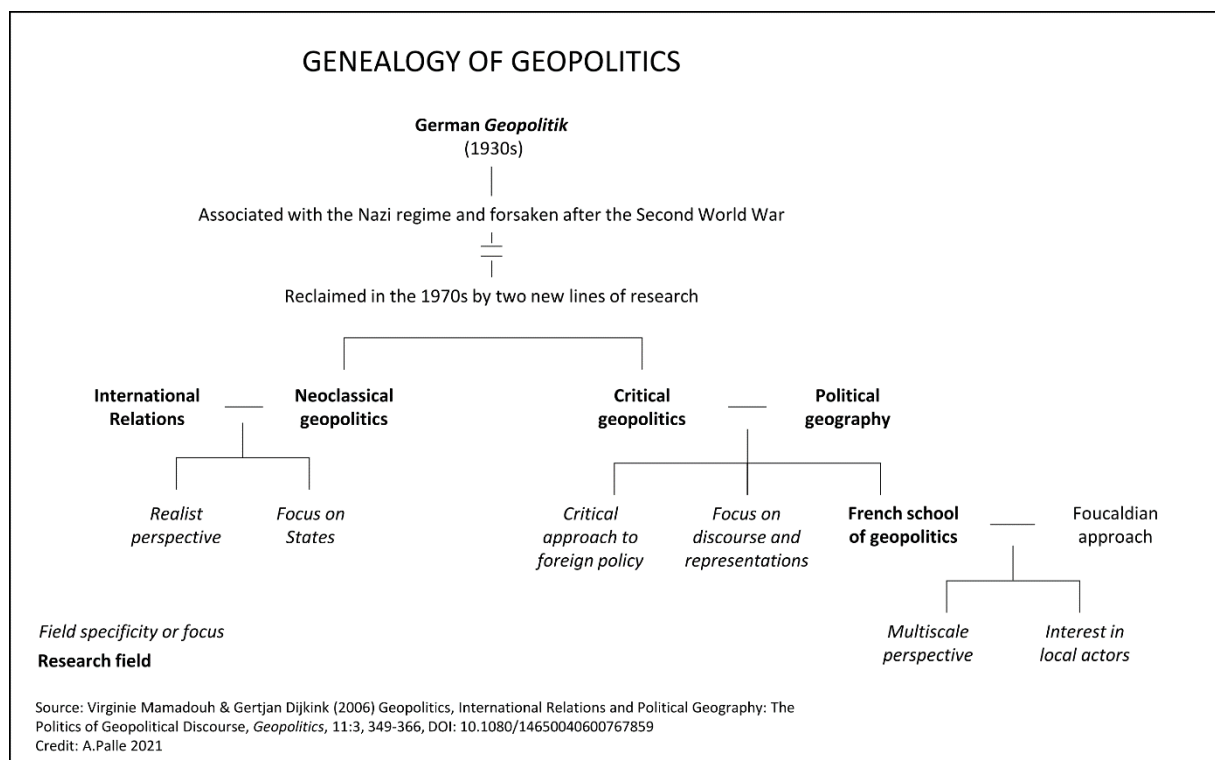 GENEALOGY OF GEOPOLITICS
German Geopolitik
(1930s)
Associated with the Nazi regime and forsaken after the Second World War
Reclaimed in the 1970s by two new lines of research
International
Relations
Neoclassical
geopolitics
Critical
geopolitics
Political
geography
Realist
perspective
Focus on
States
Critical
approach to
foreign policy
Focus on
discourse and
representations
French school
of geopolitics
Foucaldian
approach
Multiscale
perspective
Interest in
local actors
Field specificity or focus
Research field
Source: Virginie Mamadouh & Gertjan Dijkink (2006) Geopolitics, International Relations and Political Geography: The
Politics of Geopolitical Discourse, Geopolitics, 11:3, 349-366, DOI: 10.1080/14650040600767859
Credit: A.Palle 2021